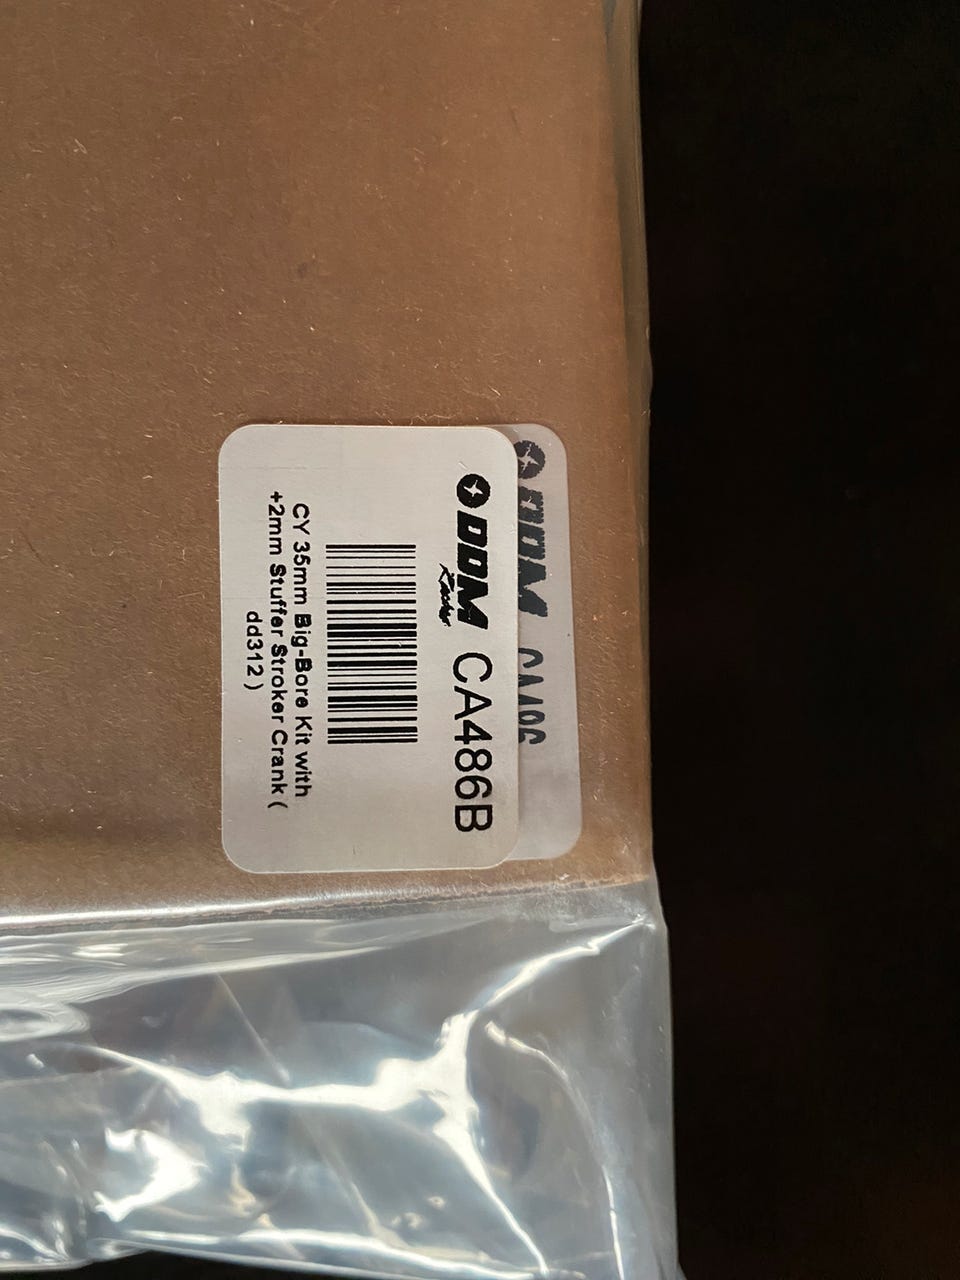 DDM
DDM CA486B
Racing
CY 35mm Big-Bore Kit with
+2mm Stuffer Stroker Crank (
dd312 )